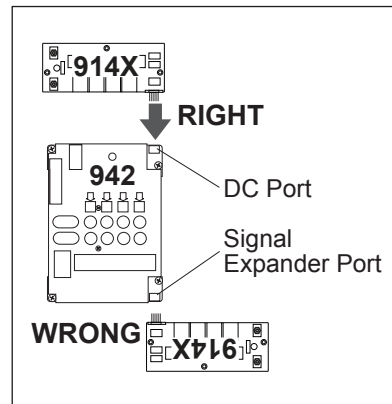 914X
RIGHT
942
DC Port
Signal
Expander Port
WRONG
914X